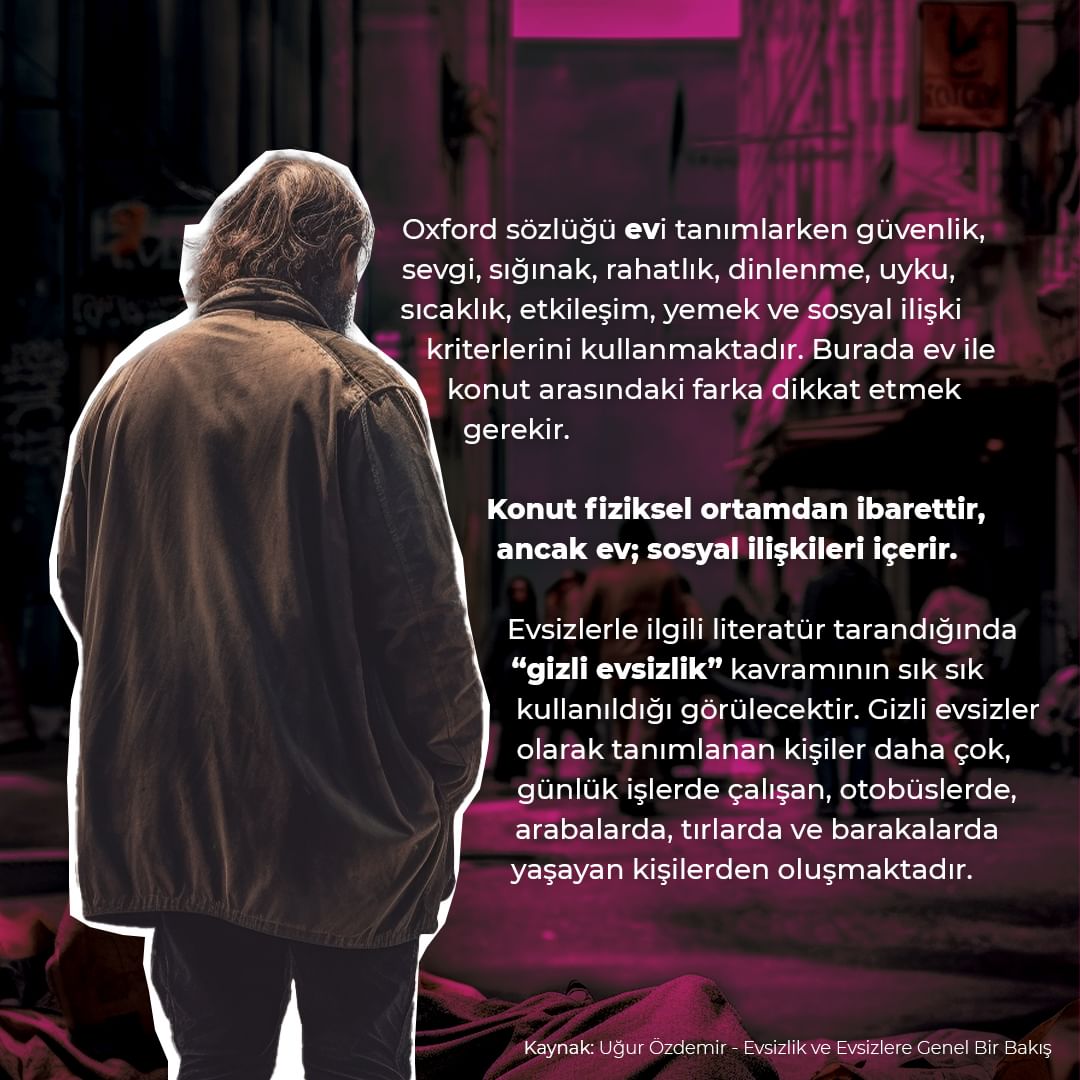 Oxford sözlüğü evi tanımlarken güvenlik,
sevgi, sığınak, rahatlık, dinlenme, uyku,
sıcaklık, etkileşim, yemek ve sosyal ilişki
kriterlerini kullanmaktadır. Burada ev ile
konut arasındaki farka dikkat etmek
gerekir.
Konut fiziksel ortamdan ibarettir,
ancak ev; sosyal ilişkileri içerir.
Evsizlerle ilgili literatür tarandığında
“gizli evsizlik” kavramının sık sık
kullanıldığı görülecektir. Gizli evsizler
olarak tanımlanan kişiler daha çok,
günlük işlerde çalışan, otobüslerde,
arabalarda, tırlarda ve barakalarda
yaşayan kişilerden oluşmaktadır.
Kaynak: Uğur Özdemir - Evsizlik ve Evsizlere Genel Bir Bakış